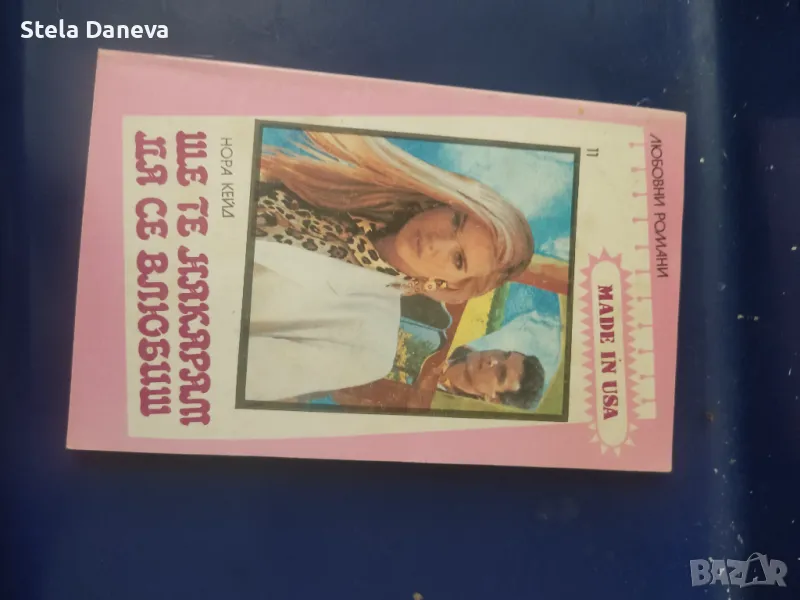 Stela Daneva
ЛЮБОВНИ РОМАНИ
MADE IN USA
11
НОРА КЕЙД
ЩЕ ТЕ НАКАРАМ
ДА СЕ ВЛЮБИШ
BAZAR